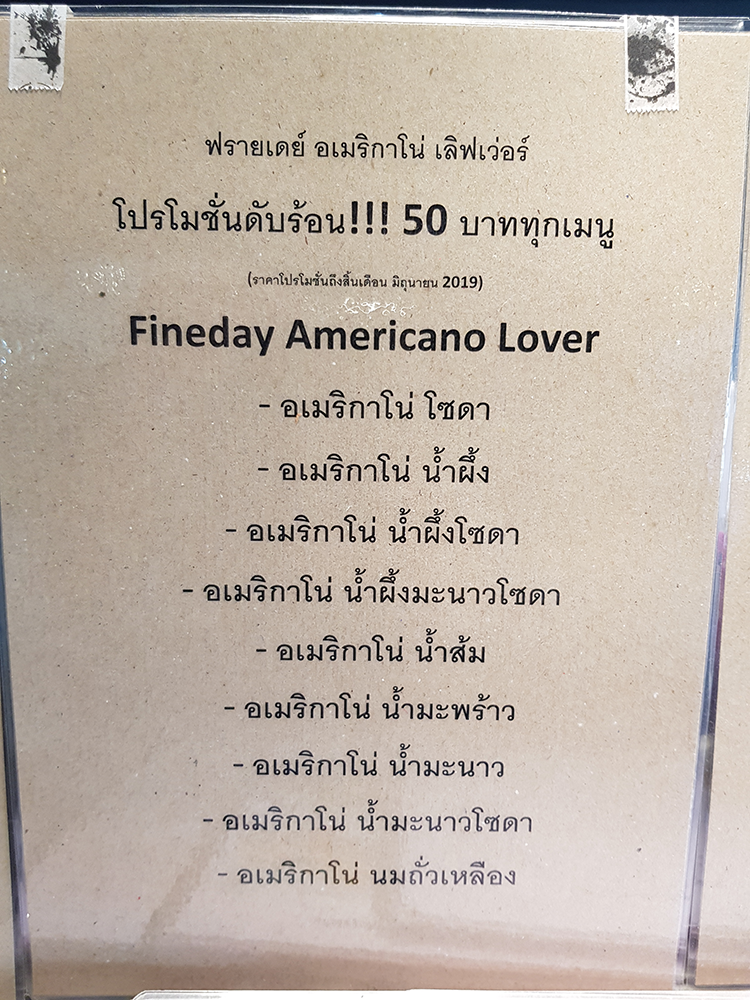 ฟรายเดย์ อเมริกาโน่ เลิฟเว่อร์
โปรโมชั่นดับร้อน!!! 50 บาททุกเมนู
(ราคาโปรโมชั่นถึงสิ้นเดือน มิถุนายน 2019)
Fineday Americano Lover
- อเมริกาโน่ โซดา
- อเมริกาโน่ น้ำผึ้ง
- อเมริกาโน่ น้ำผึ้งโซดา
- อเมริกาโน่ น้ำผึ้งมะนาวโซดา
- อเมริกาโน่ น้ำส้ม
- อเมริกาโน่ น้ำมะพร้าว
- อเมริกาโน่ น้ำมะนาว
- อเมริกาโน่ น้ำมะนาวโซดา
- อเมริกาโน่ นมถั่วเหลือง